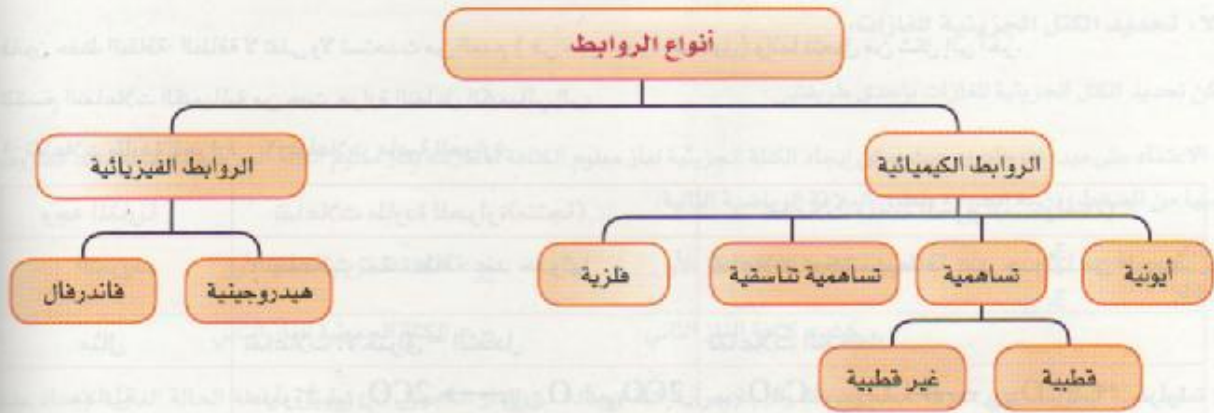 أنواع الروابط
الروابط الكيميائية
الروابط الفيزيائية
أيونية
تساهمية
تساهمية تناسقية
فلزية
هيدروجينية
فاندرفال
قطبية
غير قطبية